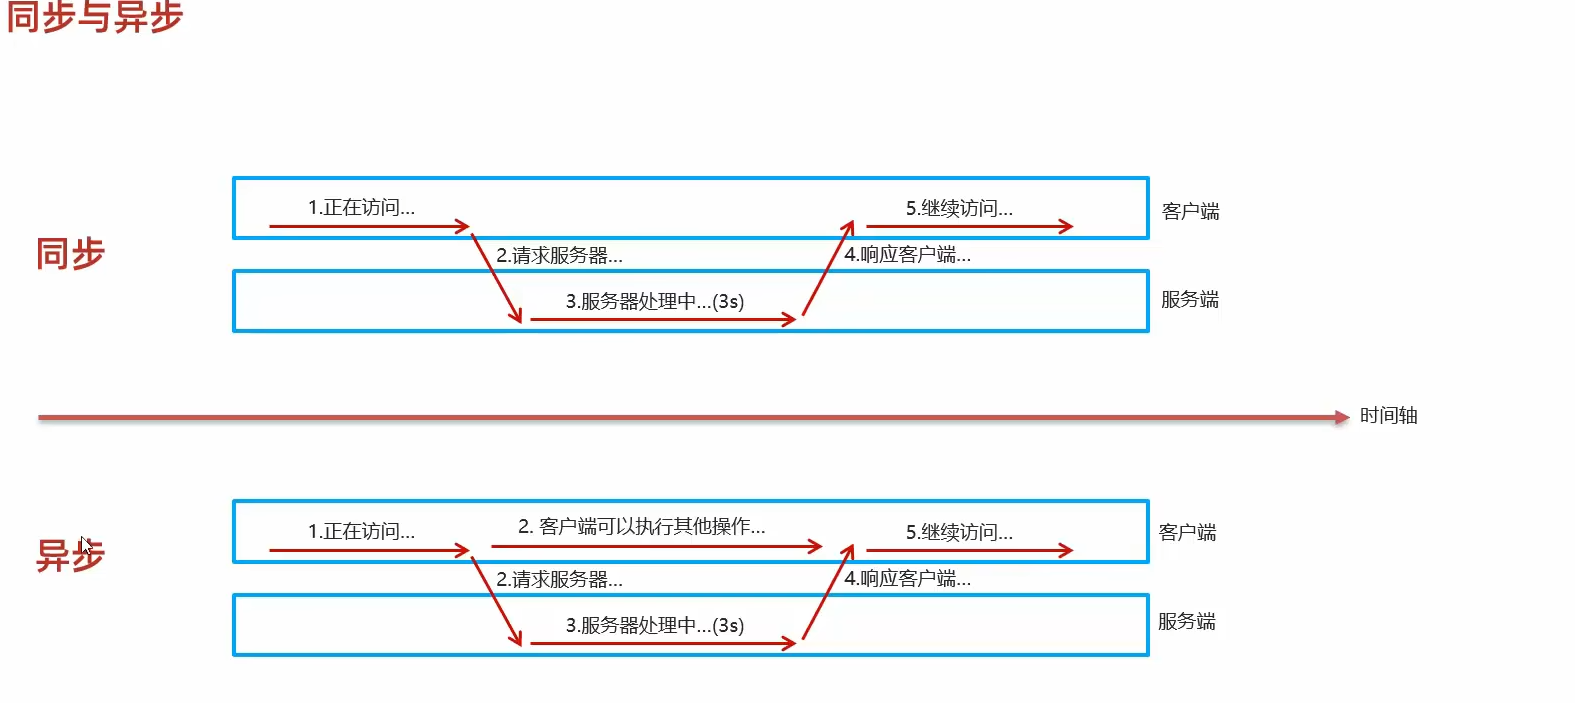 同步与异步
1.正在访问...
5.继续访问...
客户端
同步
2.请求服务器...
4.响应客户端...
3.服务器处理中...(3s)
服务端
时间轴
1.正在访问...
2. 客户端可以执行其他操作...
5.继续访问...
客户端
异步
2.请求服务器...
4.响应客户端...
3.服务器处理中...(3s)
服务端